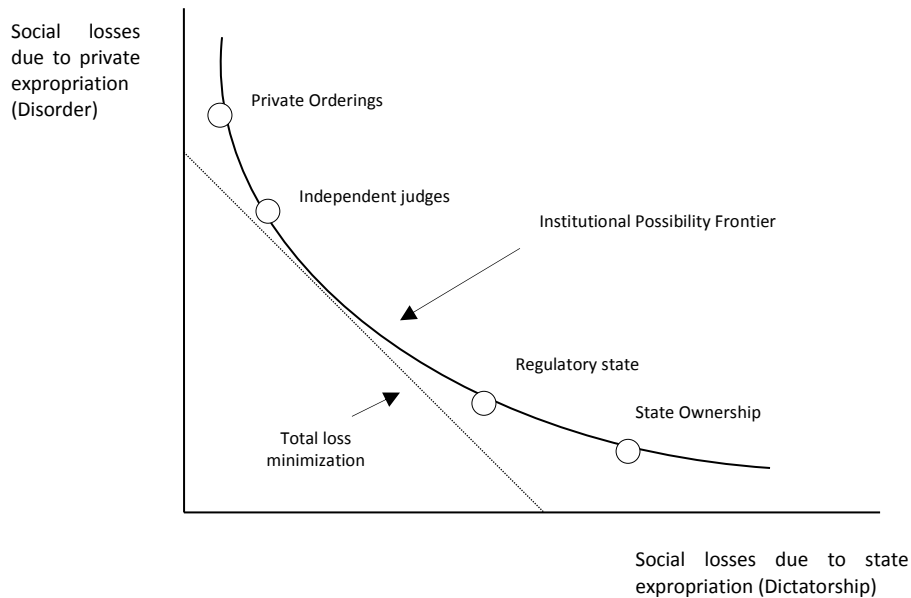 Social losses
due to private
expropriation
(Disorder)
Private Orderings
Independent judges
Institutional Possibility Frontier
Regulatory state
State Ownership
Total loss
minimization
Social losses due to state
expropriation (Dictatorship)